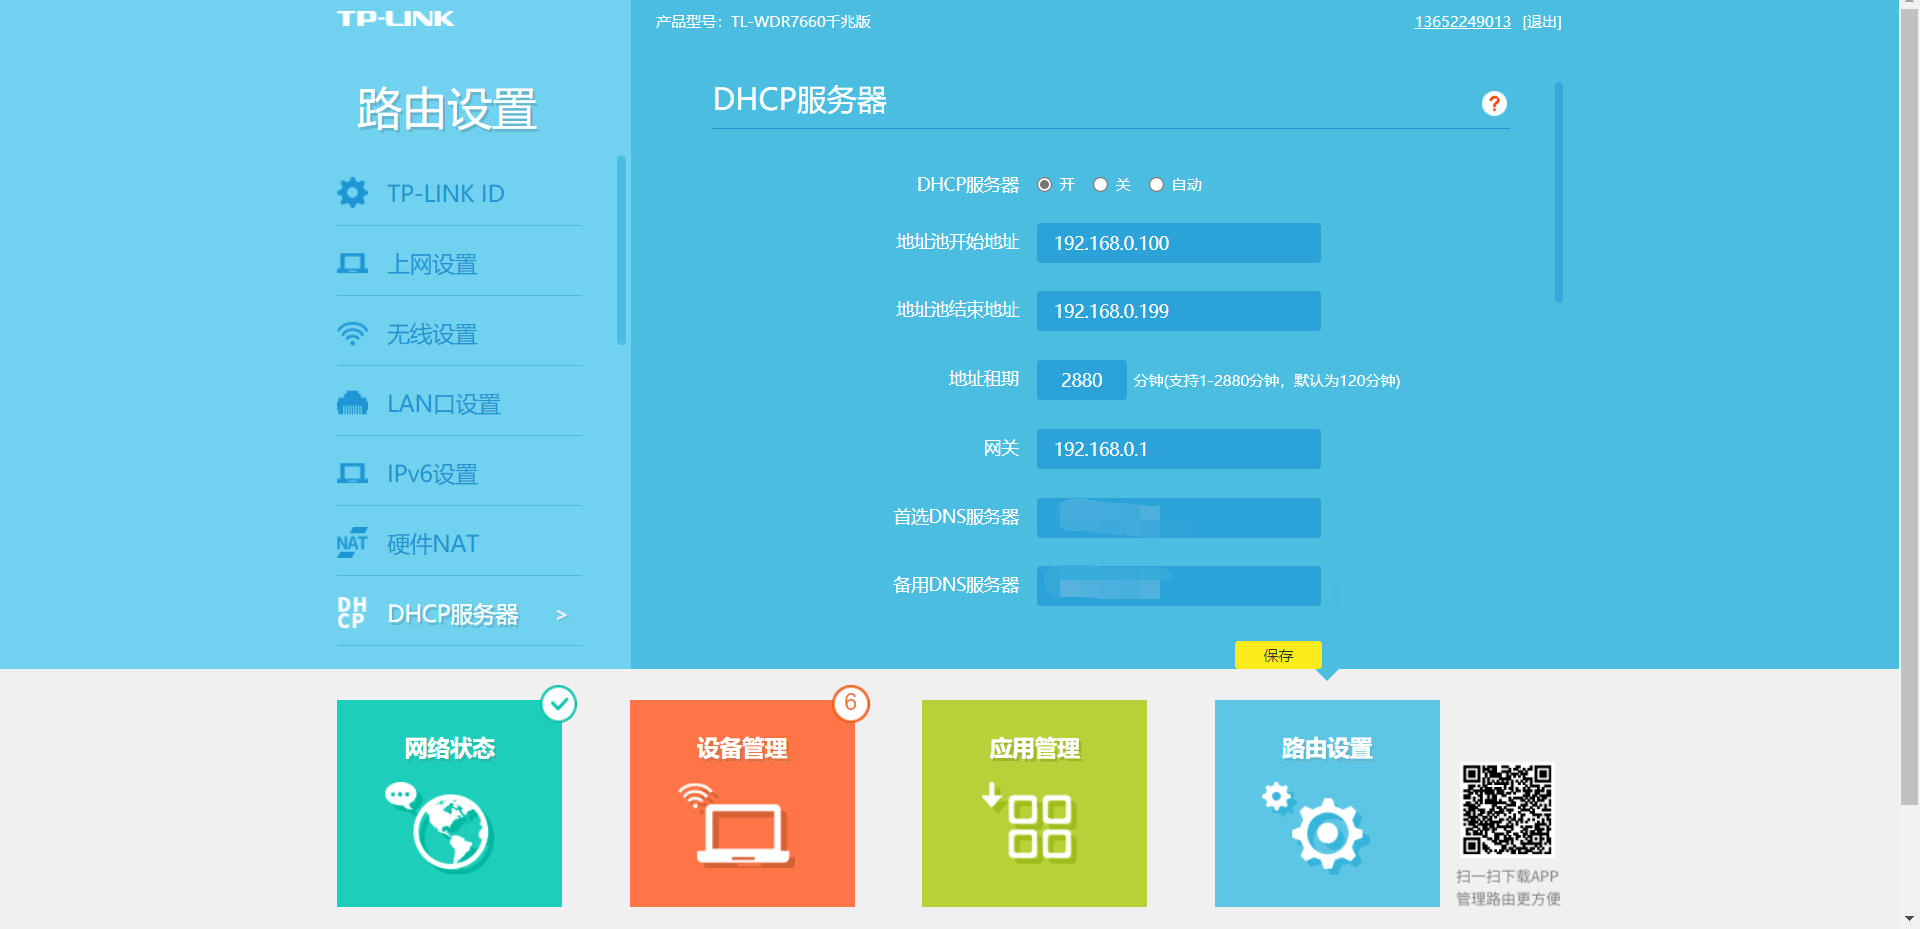 TP-LINK
产品型号：TL-WDR7660千兆版
13652249013 [退出]
路由设置
TP-LINK ID
上网设置
无线设置
LAN口设置
IPv6设置
NAT 硬件NAT
DHCP DHCP服务器 >
DHCP服务器
?
DHCP服务器 开 关 自动
地址池开始地址 192.168.0.100
地址池结束地址 192.168.0.199
地址租期 2880 分钟(支持1-2880分钟，默认为120分钟)
网关 192.168.0.1
首选DNS服务器
备用DNS服务器
保存
网络状态
6
设备管理
应用管理
路由设置
扫一扫下载APP
管理路由更方便